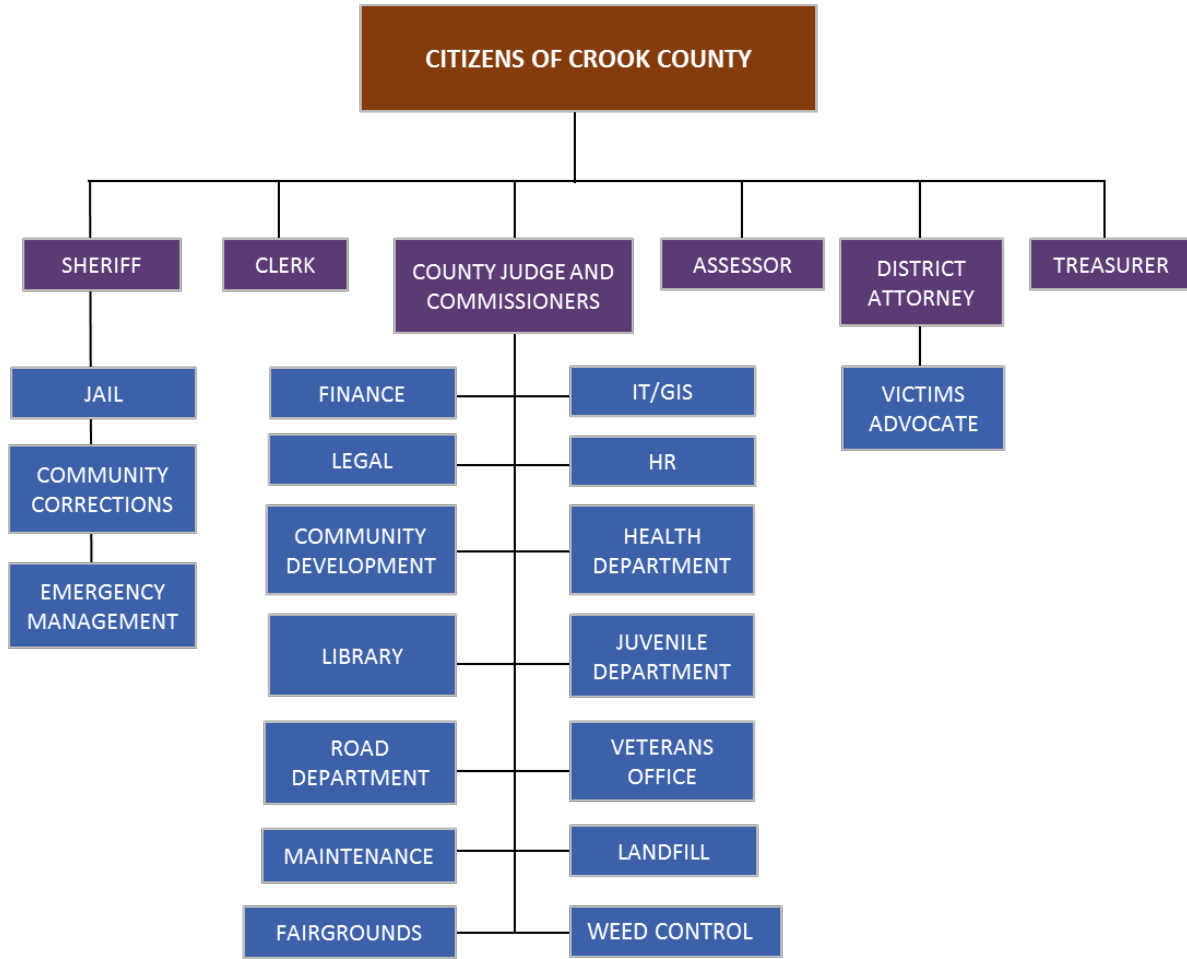 CITIZENS OF CROOK COUNTY
SHERIFF
CLERK
COUNTY JUDGE AND
COMMISSIONERS
ASSESSOR
DISTRICT
ATTORNEY
TREASURER
JAIL
COMMUNITY
CORRECTIONS
EMERGENCY
MANAGEMENT
FINANCE
IT/GIS
LEGAL
HR
COMMUNITY
DEVELOPMENT
HEALTH
DEPARTMENT
LIBRARY
JUVENILE
DEPARTMENT
ROAD
DEPARTMENT
VETERANS
OFFICE
MAINTENANCE
LANDFILL
FAIRGROUNDS
WEED CONTROL
VICTIMS
ADVOCATE